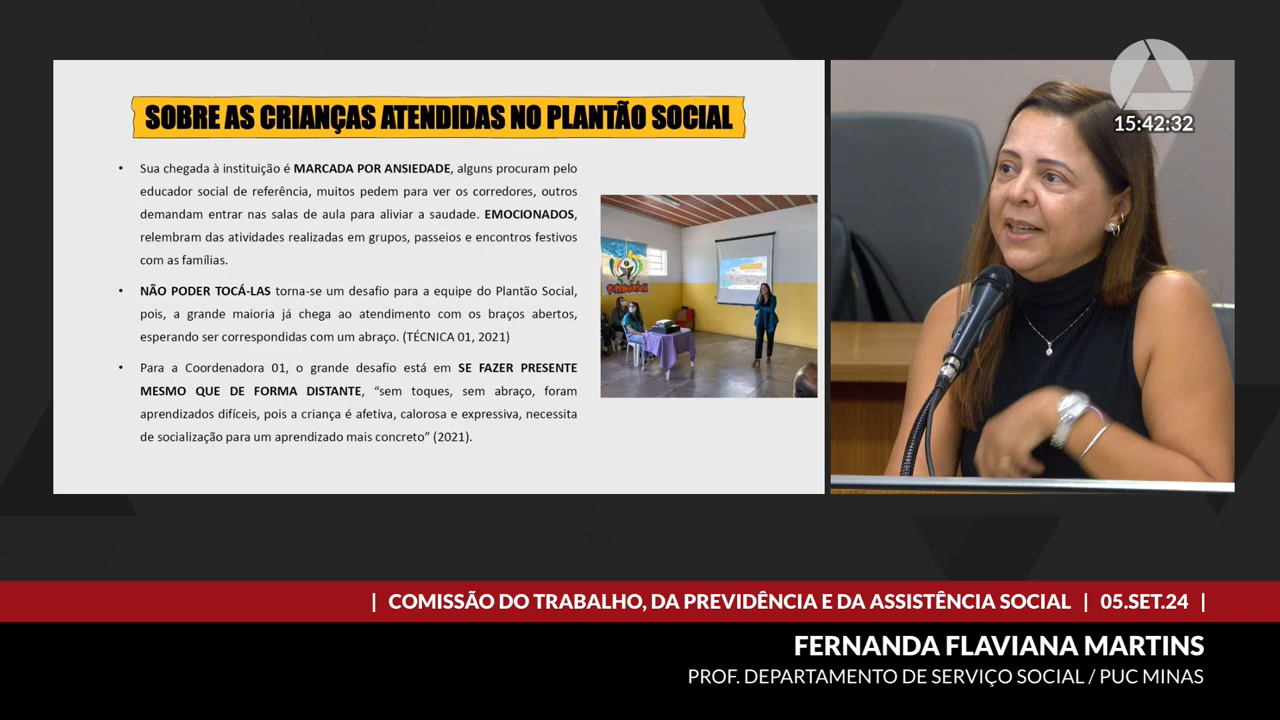 SOBRE AS CRIANÇAS ATENDIDAS NO PLANTÃO SOCIAL
• Sua chegada à instituição é MARCADA POR ANSIEDADE, alguns procuram pelo
educador social de referência, muitos pedem para ver os corredores, outros
demandam entrar nas salas de aula para aliviar a saudade. EMOCIONADOS,
relembram das atividades realizadas em grupos, passeios e encontros festivos
com as famílias.
• NÃO PODER TOCÁ-LAS torna-se um desafio para a equipe do Plantão Social,
pois, a grande maioria já chega ao atendimento com os braços abertos,
esperando ser correspondidas com um abraço. (TÉCNICA 01, 2021)
• Para a Coordenadora 01, o grande desafio está em SE FAZER PRESENTE
MESMO QUE DE FORMA DISTANTE, “sem toques, sem abraço, foram
aprendizados difíceis, pois a criança é afetiva, calorosa e expressiva, necessita
de socialização para um aprendizado mais concreto” (2021).
15:42:32
| COMISSÃO DO TRABALHO, DA PREVIDÊNCIA E DA ASSISTÊNCIA SOCIAL | 05.SET.24 |
FERNANDA FLAVIANA MARTINS
PROF. DEPARTAMENTO DE SERVIÇO SOCIAL / PUC MINAS